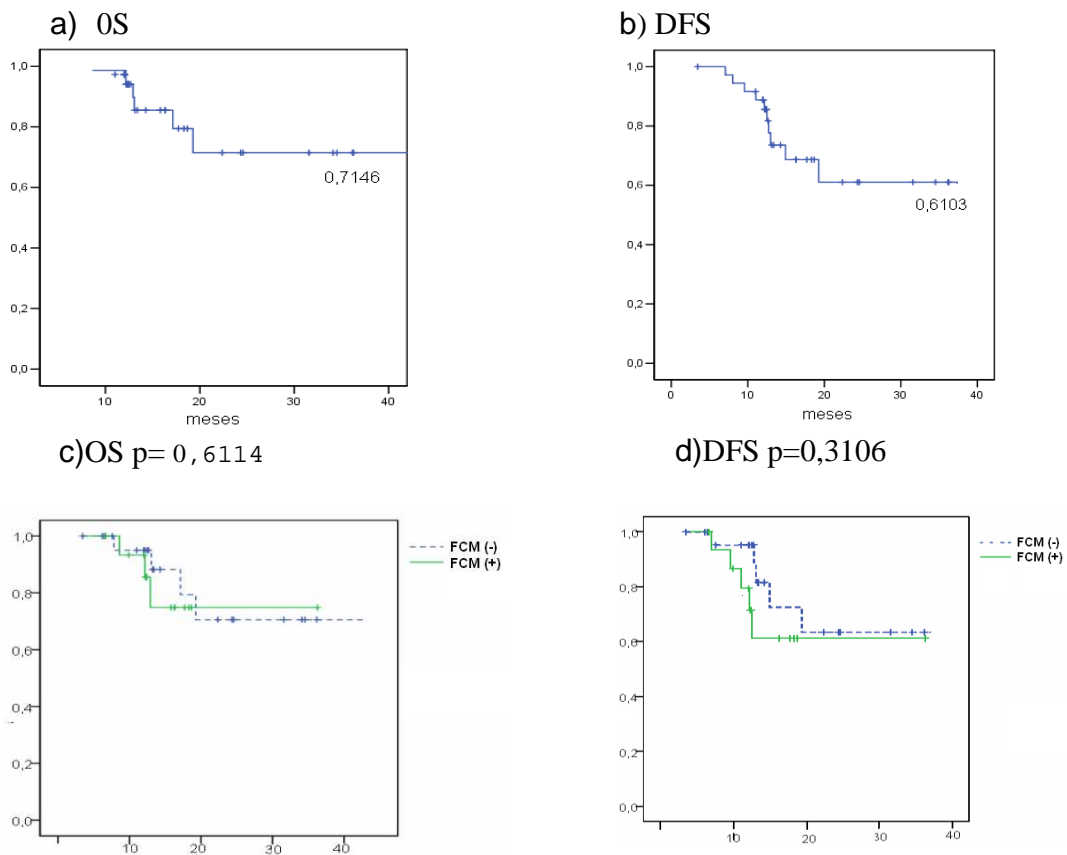 a) 0S
1,0
0,8
0,6
0,4
0,2
0,0
0,7146
10 20 30 40
meses
b) DFS
1,0
0,8
0,6
0,4
0,2
0,0
0,6103
0 10 20 30 40
meses
c)OS p= 0,6114
1,0
0,8
0,6
0,4
0,2
0,0
FCM (-)
FCM (+)
10 20 30 40
d)DFS p=0,3106
1,0
0,8
0,6
0,4
0,2
0,0
FCM (-)
FCM (+)
10 20 30 40